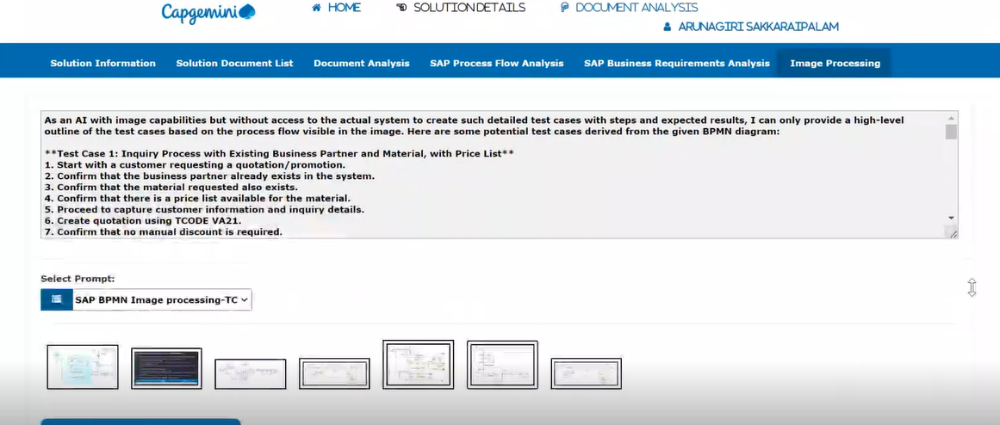 Capgemini
HOME
SOLUTION DETAILS
DOCUMENT ANALYSIS
ARUNAGIRI SAKKARAIPALAM
Solution Information
Solution Document List
Document Analysis
SAP Process Flow Analysis
SAP Business Requirements Analysis
Image Processing
As an AI with image capabilities but without access to the actual system to create such detailed test cases with steps and expected results, I can only provide a high-level
outline of the test cases based on the process flow visible in the image. Here are some potential test cases derived from the given BPMN diagram:
**Test Case 1: Inquiry Process with Existing Business Partner and Material, with Price List**
1. Start with a customer requesting a quotation/promotion.
2. Confirm that the business partner already exists in the system.
3. Confirm that the material requested also exists.
4. Confirm that there is a price list available for the material.
5. Proceed to capture customer information and inquiry details.
6. Create quotation using TCODE VA21.
7. Confirm that no manual discount is required.
Select Prompt:
SAP BPMN Image processing-TC